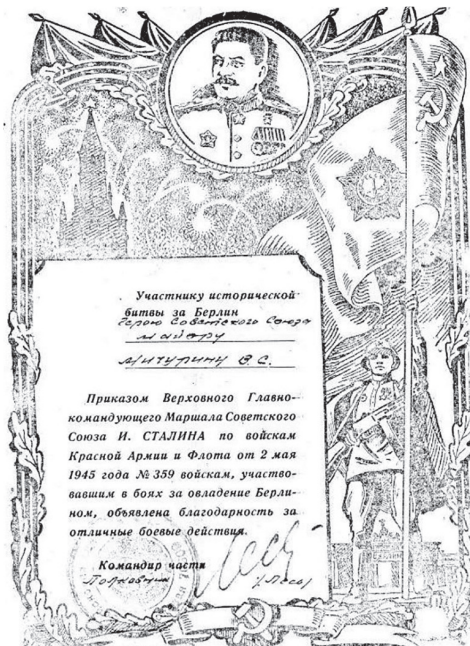 Участнику исторической
битвы за Берлин
Герою Советского Союза
майору
Мичурину В. С.
Приказом Верховного Главно-
командующего Маршала Советского
Союза И. СТАЛИНА по войскам
Красной Армии и Флота от 2 мая
1945 года № 359 войскам, участво-
вавшим в боях за овладение Берли-
ном, объявлена благодарность за
отличные боевые действия.
Командир части
Полковник